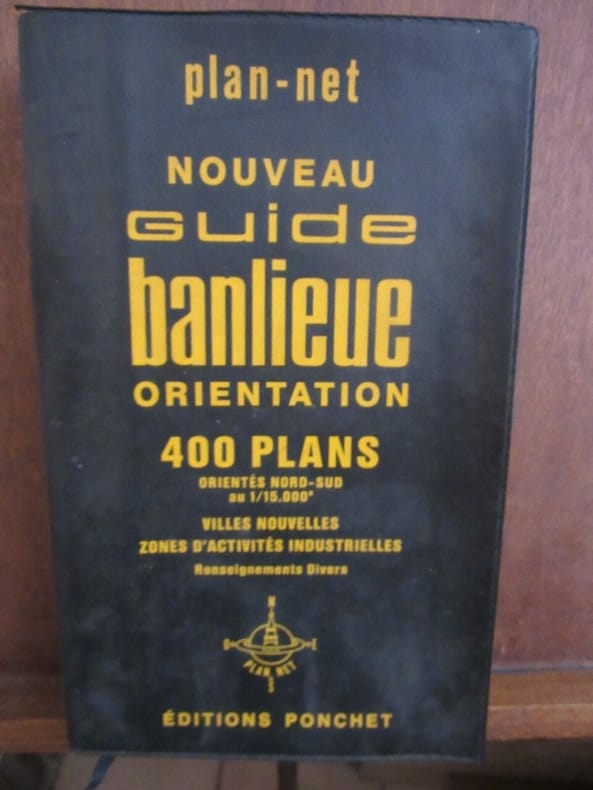 plan-net
NOUVEAU
Guide
banlieue
ORIENTATION
400 PLANS
ORIENTÉS NORD-SUD
au 1/15.000°
VILLES NOUVELLES
ZONES D'ACTIVITÉS INDUSTRIELLES
Renseignements Divers
N
O E
PLAN NET
S
ÉDITIONS PONCHET